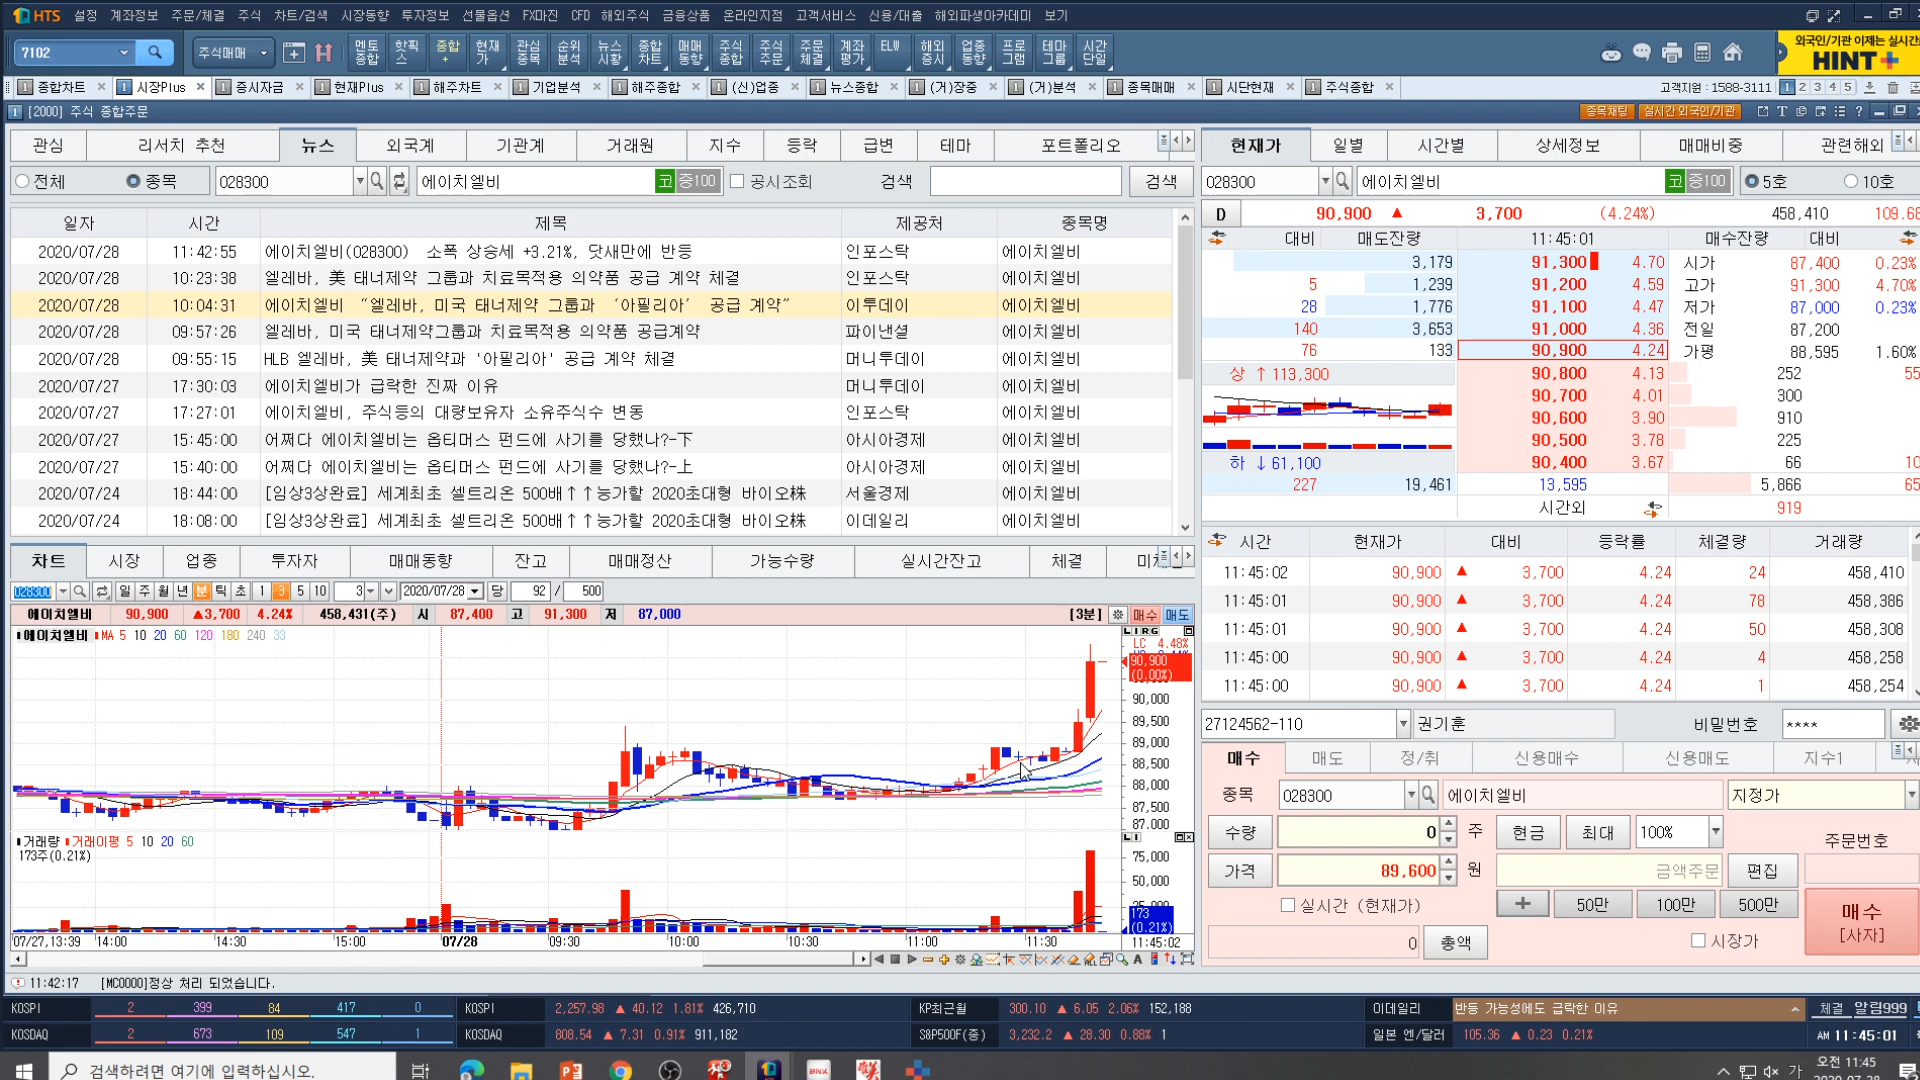 HTS 설정 계좌정보 주문/체결 주식 차트/검색 시장동향 투자정보 선물옵션 FX마진 CFD 해외주식 금융상품 온라인지점 고객서비스 신용/대출 해외파생아카데미 보기
7102 주식매매 멘토종합 핫픽스 종합+ 현재가 관심종목 순위분석 뉴스시황 종합차트 매매동향 주식종합 주식주문 주문체결 계좌평가 ELW 해외증시 업종동향 프로그램 테마그룹 시간단일
외국인/기관 이제는 실시간
HINT+
1 종합차트 × 1 시장Plus × 1 증시자금 × 1 현재Plus × 1 해주차트 × 1 기업분석 × 1 해주종합 × 1 (신)업종 × 1 뉴스종합 × 1 (거)장중 × 1 (거)분석 × 1 종목매매 × 1 시단현재 × 1 주식종합 × 고객지원 : 1588-3111 1 2 3 4 5
1 [2000] 주식 종합주문 종목채팅 실시간 외국인/기관
관심 리서치 추천 뉴스 외국계 기관계 거래원 지수 등락 급변 테마 포트폴리오
전체 종목 028300 에이치엘비 코 증100 공시조회 검색 검색
일자 시간 제목 제공처 종목명
2020/07/28 11:42:55 에이치엘비(028300) 소폭 상승세 +3.21%, 닷새만에 반등 인포스탁 에이치엘비
2020/07/28 10:23:38 엘레바, 美 태너제약 그룹과 치료목적용 의약품 공급 계약 체결 인포스탁 에이치엘비
2020/07/28 10:04:31 에이치엘비 “엘레바, 미국 태너제약 그룹과 ‘아필리아’ 공급 계약” 이투데이 에이치엘비
2020/07/28 09:57:26 엘레바, 미국 태너제약그룹과 치료목적용 의약품 공급계약 파이낸셜 에이치엘비
2020/07/28 09:55:15 HLB 엘레바, 美 태너제약과 '아필리아' 공급 계약 체결 머니투데이 에이치엘비
2020/07/27 17:30:03 에이치엘비가 급락한 진짜 이유 머니투데이 에이치엘비
2020/07/27 17:27:01 에이치엘비, 주식등의 대량보유자 소유주식수 변동 인포스탁 에이치엘비
2020/07/27 15:45:00 어쩌다 에이치엘비는 옵티머스 펀드에 사기를 당했나?-下 아시아경제 에이치엘비
2020/07/27 15:40:00 어쩌다 에이치엘비는 옵티머스 펀드에 사기를 당했나?-上 아시아경제 에이치엘비
2020/07/24 18:44:00 [임상3상완료] 세계최초 셀트리온 500배↑↑능가할 2020초대형 바이오株 서울경제 에이치엘비
2020/07/24 18:08:00 [임상3상완료] 세계최초 셀트리온 500배↑↑능가할 2020초대형 바이오株 이데일리 에이치엘비
차트 시장 업종 투자자 매매동향 잔고 매매정산 가능수량 실시간잔고 체결
028300 일 주 월 년 분 틱 초 1 3 5 10 3 2020/07/28 당 92 / 500
에이치엘비 90,900 ▲3,700 4.24% 458,431(주) 시 87,400 고 91,300 저 87,000 [3분] 매수 매도
에이치엘비 MA 5 10 20 60 120 180 240 33
LC 4.48%
90,900
(0.00%)
90,000
89,500
89,000
88,500
88,000
87,500
87,000
거래량 거래이평 5 10 20 60
173주(0.21%)
75,000
50,000
25,000
173
(0.21%)
07/27,13:39 14:00 14:30 15:00 07/28 09:30 10:00 10:30 11:00 11:30 11:45:02
11:42:17 [MC0000]정상 처리 되었습니다.
현재가 일별 시간별 상세정보 매매비중 관련해외
028300 에이치엘비 코 증100 5호 10호
D 90,900 ▲ 3,700 (4.24%) 458,410 109.68
대비 매도잔량 11:45:01 매수잔량 대비
3,179 91,300 4.70 시가 87,400 0.23%
5 1,239 91,200 4.59 고가 91,300 4.70%
28 1,776 91,100 4.47 저가 87,000 0.23%
140 3,653 91,000 4.36 전일 87,200
76 133 90,900 4.24 가평 88,595 1.60%
상 ↑ 113,300 90,800 4.13 252 55
90,700 4.01 300
90,600 3.90 910
90,500 3.78 225
하 ↓ 61,100 90,400 3.67 66 10
227 19,461 13,595 5,866 65
시간외 919
시간 현재가 대비 등락률 체결량 거래량
11:45:02 90,900 ▲ 3,700 4.24 24 458,410
11:45:01 90,900 ▲ 3,700 4.24 78 458,386
11:45:01 90,900 ▲ 3,700 4.24 50 458,308
11:45:00 90,900 ▲ 3,700 4.24 4 458,258
11:45:00 90,900 ▲ 3,700 4.24 1 458,254
27124562-110 권기훈 비밀번호 ****
매수 매도 정/취 신용매수 신용매도 지수1
종목 028300 에이치엘비 지정가
수량 0 주 현금 최대 100% 주문번호
가격 89,600 원 금액주문 편집
실시간 (현재가) + 50만 100만 500만 매수
[사자]
0 총액 시장가
KOSPI 2 399 84 417 0 KOSPI 2,257.98 ▲ 40.12 1.81% 426,710 KP최근월 300.10 ▲ 6.05 2.06% 152,188 이데일리 반등 가능성에도 급락한 이유 체결 알림999
KOSDAQ 2 673 109 547 1 KOSDAQ 808.54 ▲ 7.31 0.91% 911,182 S&P500F(종) 3,232.2 ▲ 28.30 0.88% 1 일본 엔/달러 105.36 ▲ 0.23 0.21% AM 11:45:01
검색하려면 여기에 입력하십시오. 가 오전 11:45
2020-07-28